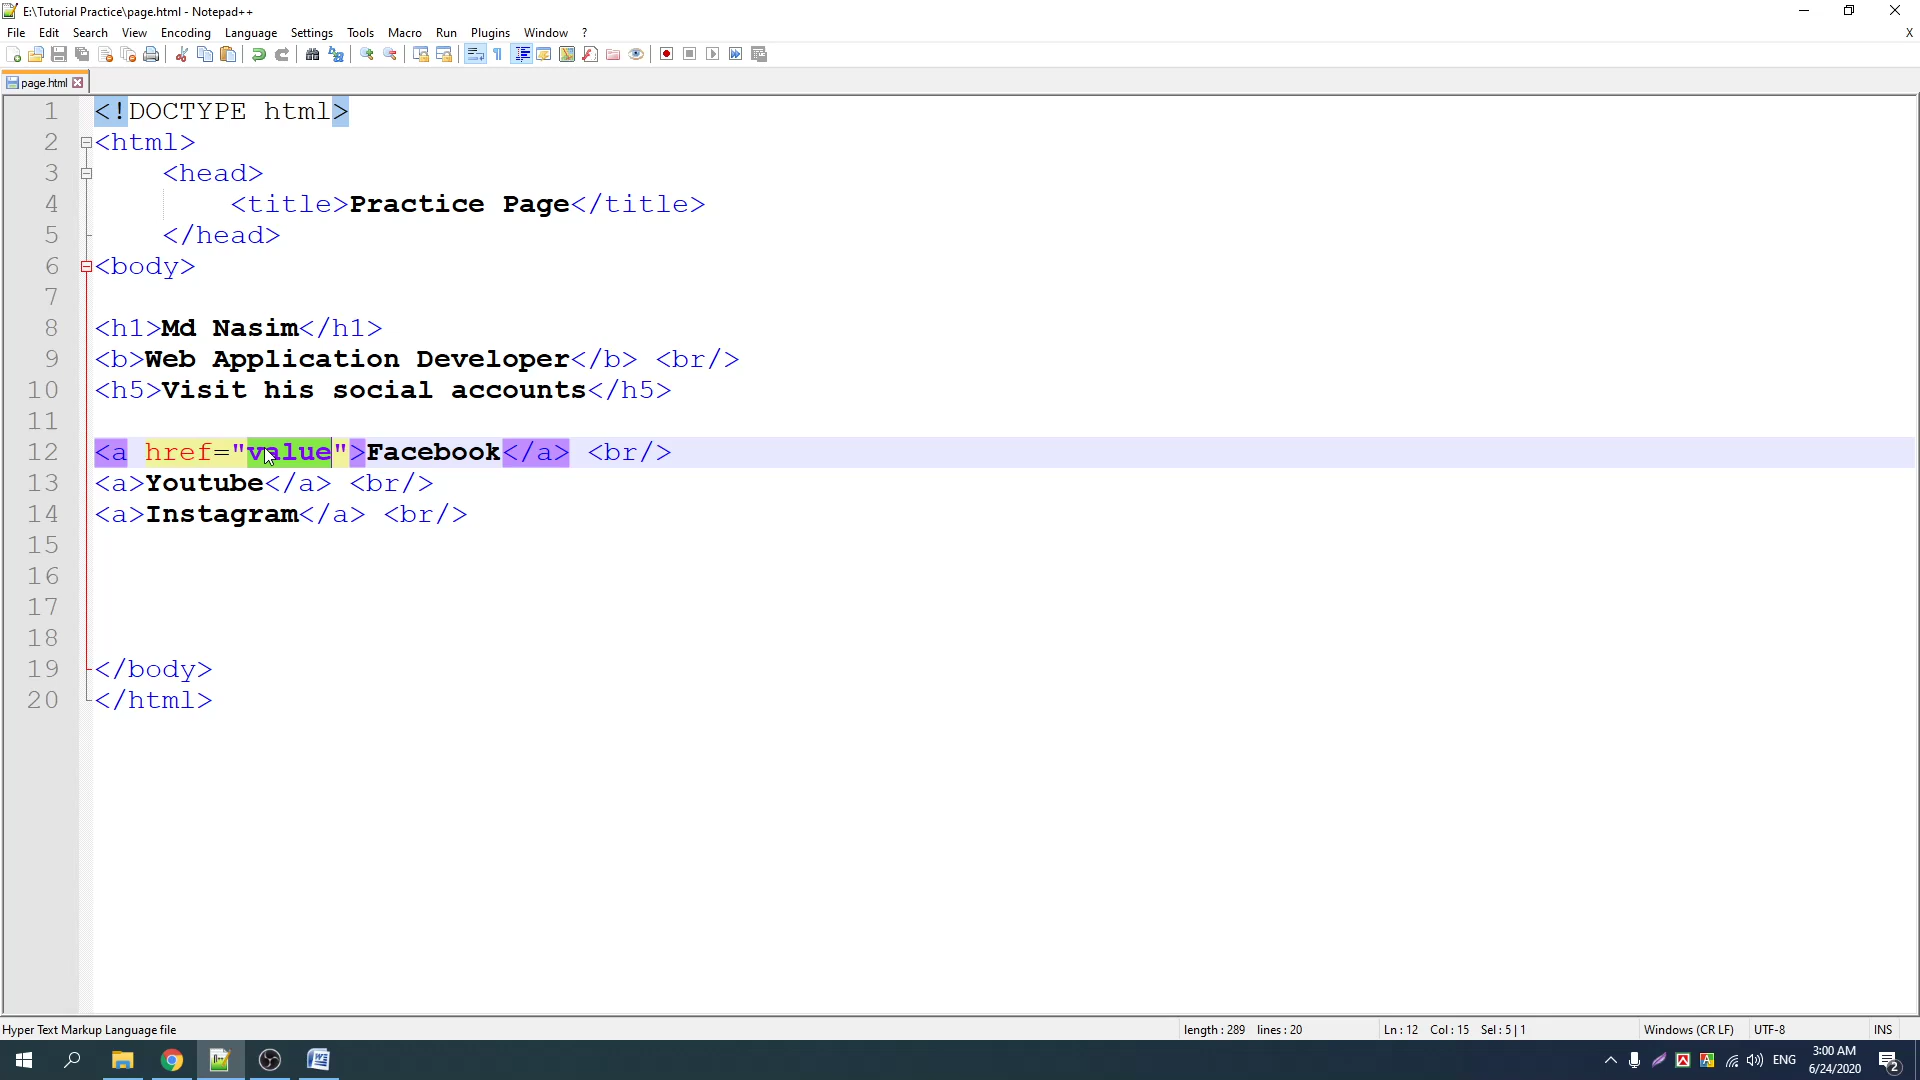 E:\Tutorial Practice\page.html - Notepad++
File Edit Search View Encoding Language Settings Tools Macro Run Plugins Window ? X
page.html
1 <!DOCTYPE html>
2 <html>
3 <head>
4 <title>Practice Page</title>
5 </head>
6 <body>
7
8 <h1>Md Nasim</h1>
9 <b>Web Application Developer</b> <br/>
10 <h5>Visit his social accounts</h5>
11
12 <a href="value">Facebook</a> <br/>
13 <a>Youtube</a> <br/>
14 <a>Instagram</a> <br/>
15
16
17
18
19 </body>
20 </html>
Hyper Text Markup Language file length : 289 lines : 20 Ln : 12 Col : 15 Sel : 5 | 1 Windows (CR LF) UTF-8 INS
ENG 3:00 AM 2
6/24/2020